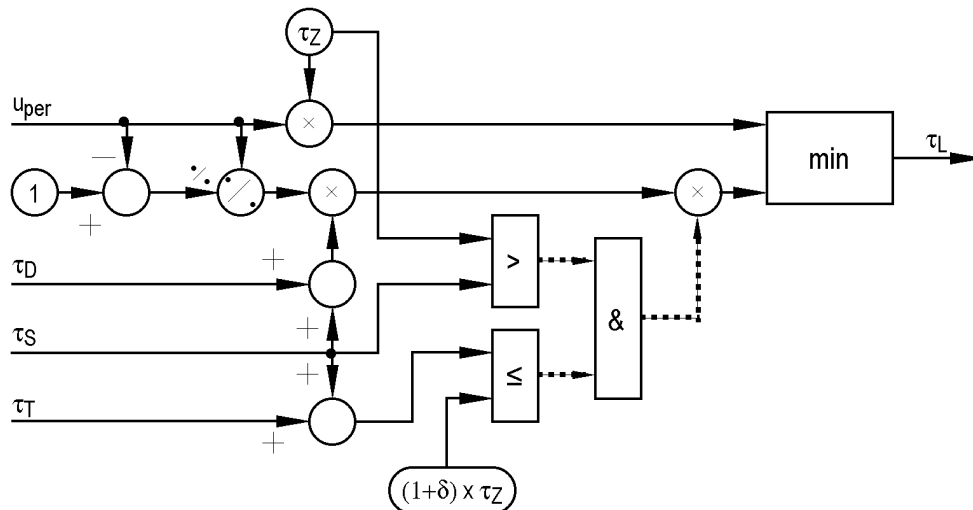 τZ
uper
×
−
min
τL
1
+
×
×
+
τD
>
+
&
τS
+
≤
τT
+
(1+δ) x τZ